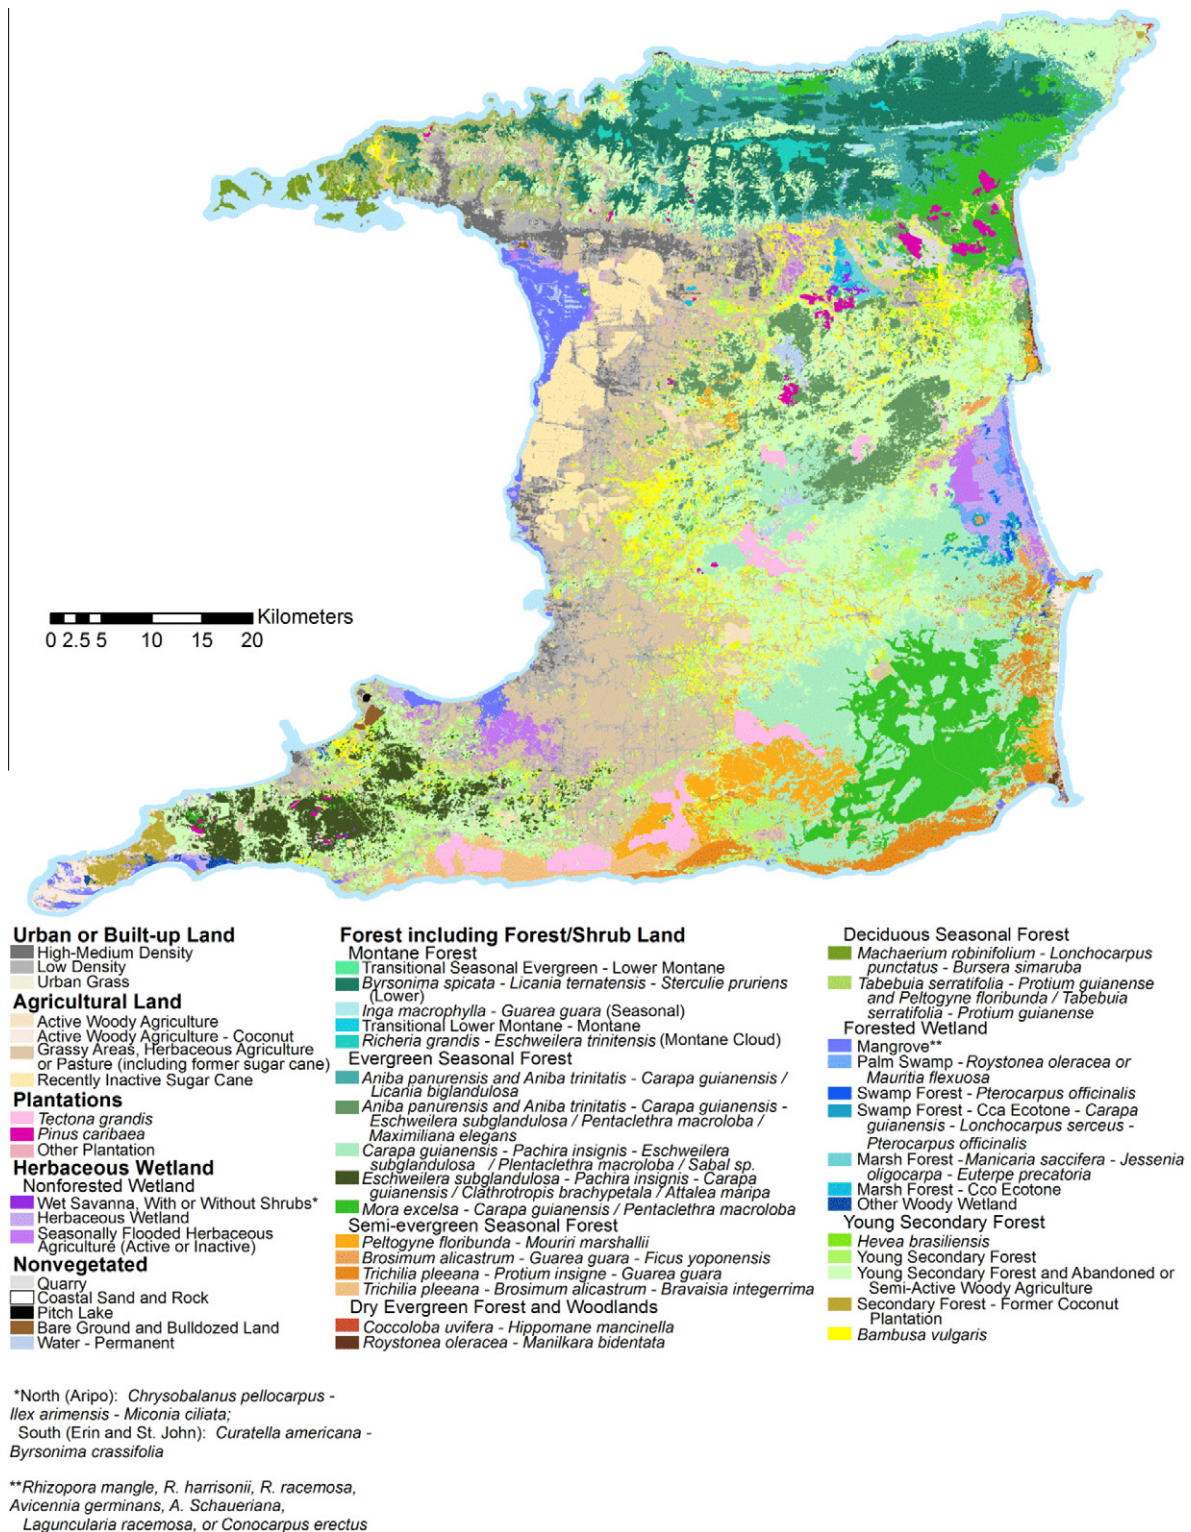 Kilometers
0 2.5 5 10 15 20
Urban or Built-up Land
High-Medium Density
Low Density
Urban Grass
Agricultural Land
Active Woody Agriculture
Active Woody Agriculture - Coconut
Grassy Areas, Herbaceous Agriculture
or Pasture (including former sugar cane)
Recently Inactive Sugar Cane
Plantations
Tectona grandis
Pinus caribaea
Other Plantation
Herbaceous Wetland
Nonforested Wetland
Wet Savanna, With or Without Shrubs*
Herbaceous Wetland
Seasonally Flooded Herbaceous
Agriculture (Active or Inactive)
Nonvegetated
Quarry
Coastal Sand and Rock
Pitch Lake
Bare Ground and Bulldozed Land
Water - Permanent
Forest including Forest/Shrub Land
Montane Forest
Transitional Seasonal Evergreen - Lower Montane
Byrsonima spicata - Licania ternatensis - Sterculie pruriens
(Lower)
Inga macrophylla - Guarea guara (Seasonal)
Transitional Lower Montane - Montane
Richeria grandis - Eschweilera trinitensis (Montane Cloud)
Evergreen Seasonal Forest
Aniba panurensis and Aniba trinitatis - Carapa guianensis /
Licania biglandulosa
Aniba panurensis and Aniba trinitatis - Carapa guianensis -
Eschweilera subglandulosa / Pentaclethra macroloba /
Maximiliana elegans
Carapa guianensis - Pachira insignis - Eschweilera
subglandulosa / Plentaclethra macroloba / Sabal sp.
Eschweilera subglandulosa - Pachira insignis - Carapa
guianensis / Clathrotropis brachypetala / Attalea maripa
Mora excelsa - Carapa guianensis / Pentaclethra macroloba
Semi-evergreen Seasonal Forest
Peltogyne floribunda - Mouriri marshallii
Brosimum alicastrum - Guarea guara - Ficus yoponensis
Trichilia pleeana - Protium insigne - Guarea guara
Trichilia pleeana - Brosimum alicastrum - Bravaisia integerrima
Dry Evergreen Forest and Woodlands
Coccoloba uvifera - Hippomane mancinella
Roystonea oleracea - Manilkara bidentata
Deciduous Seasonal Forest
Machaerium robinifolium - Lonchocarpus
punctatus - Bursera simaruba
Tabebuia serratifolia - Protium guianense
and Peltogyne floribunda / Tabebuia
serratifolia - Protium guianense
Forested Wetland
Mangrove**
Palm Swamp - Roystonea oleracea or
Mauritia flexuosa
Swamp Forest - Pterocarpus officinalis
Swamp Forest - Cca Ecotone - Carapa
guianensis - Lonchocarpus serceus -
Pterocarpus officinalis
Marsh Forest - Manicaria saccifera - Jessenia
oligocarpa - Euterpe precatoria
Marsh Forest - Cco Ecotone
Other Woody Wetland
Young Secondary Forest
Hevea brasiliensis
Young Secondary Forest
Young Secondary Forest and Abandoned or
Semi-Active Woody Agriculture
Secondary Forest - Former Coconut
Plantation
Bambusa vulgaris
*North (Aripo): Chrysobalanus pellocarpus -
Ilex arimensis - Miconia ciliata;
South (Erin and St. John): Curatella americana -
Byrsonima crassifolia
**Rhizopora mangle, R. harrisonii, R. racemosa,
Avicennia germinans, A. Schaueriana,
Laguncularia racemosa, or Conocarpus erectus